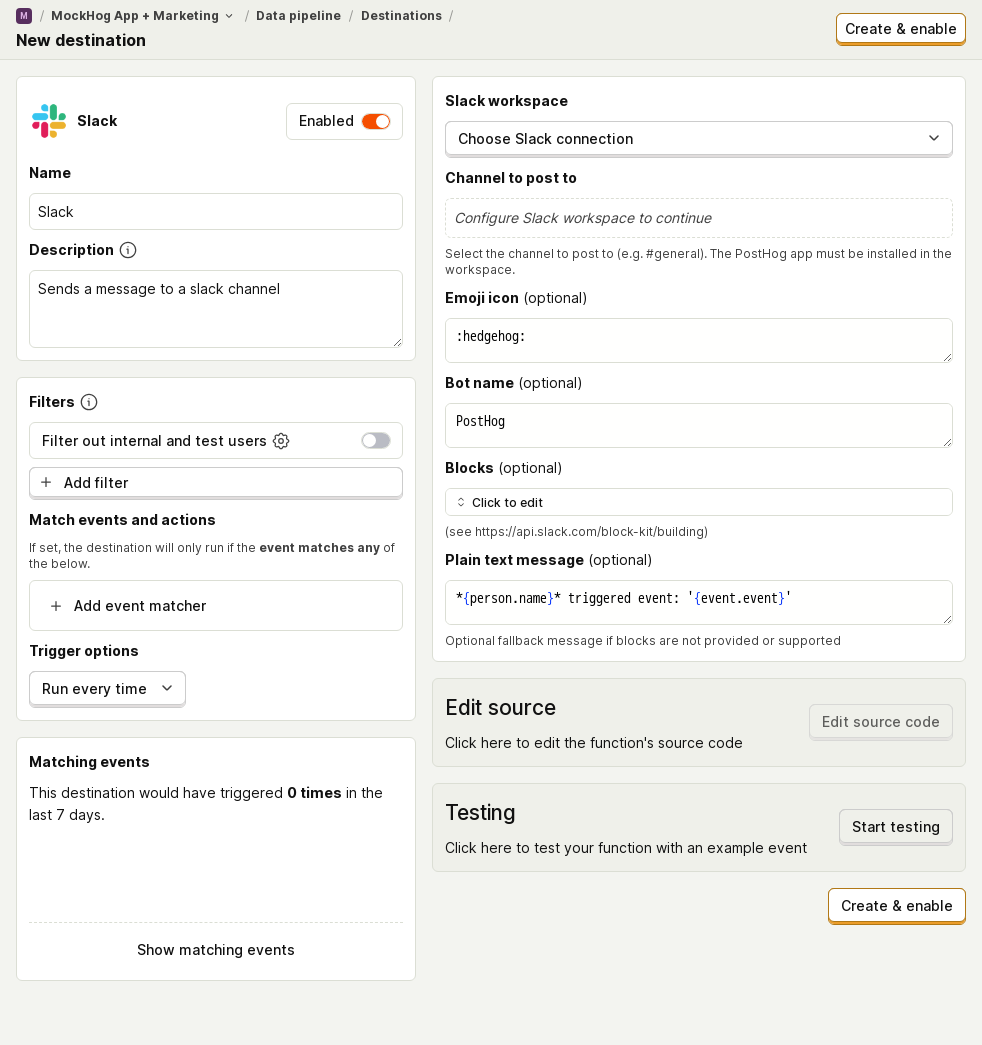 M / MockHog App + Marketing / Data pipeline / Destinations /
New destination
Create & enable
Slack
Enabled
Name
Slack
Description
Sends a message to a slack channel
Filters
Filter out internal and test users
Add filter
Match events and actions
If set, the destination will only run if the event matches any of
the below.
Add event matcher
Trigger options
Run every time
Matching events
This destination would have triggered 0 times in the
last 7 days.
Show matching events
Slack workspace
Choose Slack connection
Channel to post to
Configure Slack workspace to continue
Select the channel to post to (e.g. #general). The PostHog app must be installed in the
workspace.
Emoji icon (optional)
:hedgehog:
Bot name (optional)
PostHog
Blocks (optional)
Click to edit
(see https://api.slack.com/block-kit/building)
Plain text message (optional)
*{person.name}* triggered event: '{event.event}'
Optional fallback message if blocks are not provided or supported
Edit source
Click here to edit the function's source code
Edit source code
Testing
Click here to test your function with an example event
Start testing
Create & enable